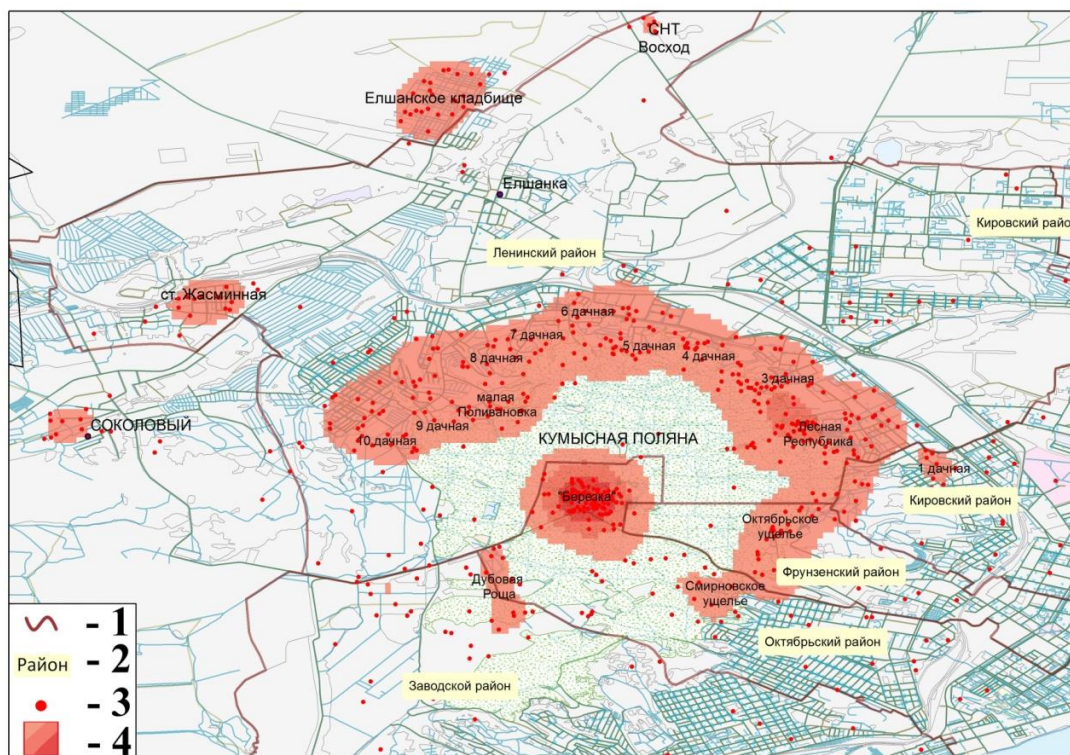 СНТ
Восход
Елшанское кладбище
Елшанка
Кировский район
Ленинский район
ст. Жасминная
6 дачная
7 дачная
5 дачная
8 дачная
4 дачная
3 дачная
малая
Поливановка
9 дачная
10 дачная
СОКОЛОВЫЙ
Лесная
Республика
КУМЫСНАЯ ПОЛЯНА
1 дачная
"Березка"
Кировский район
Октябрьское
ущелье
Фрунзенский район
Дубовая
Роща
Смирновское
ущелье
Октябрьский район
Заводской район
- 1
Район - 2
- 3
- 4